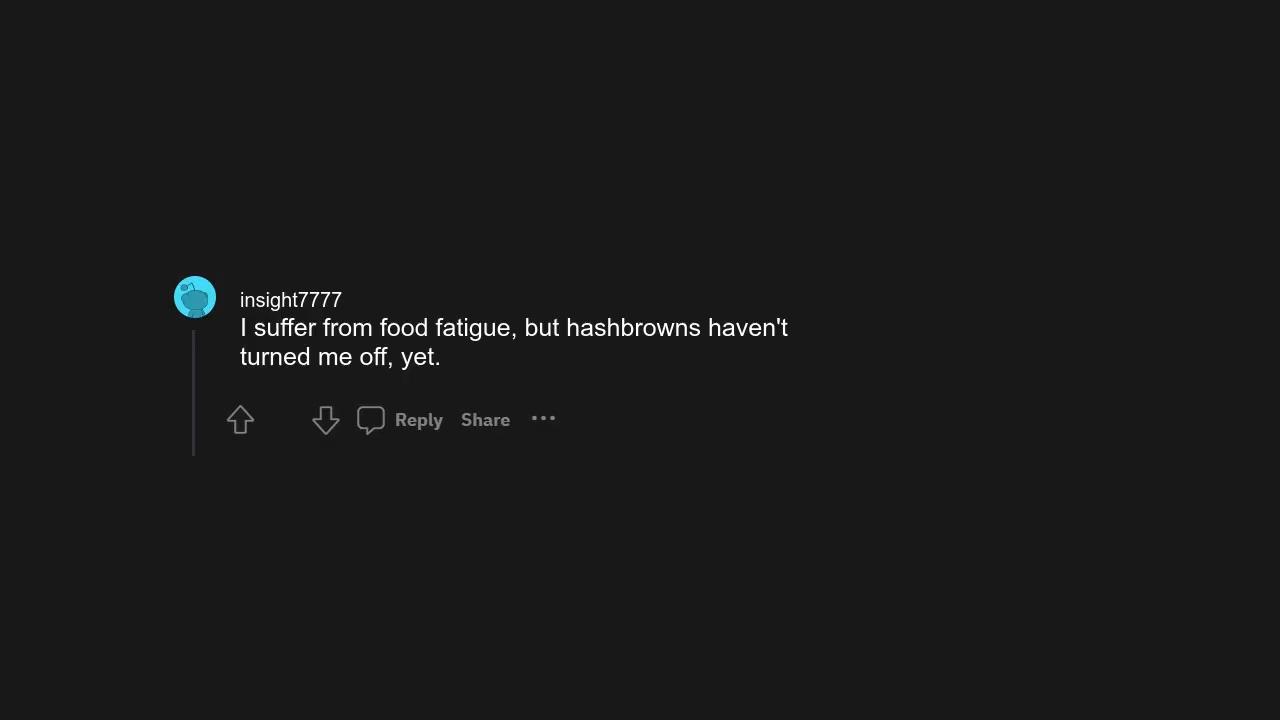 insight7777
I suffer from food fatigue, but hashbrowns haven't
turned me off, yet.
Reply Share